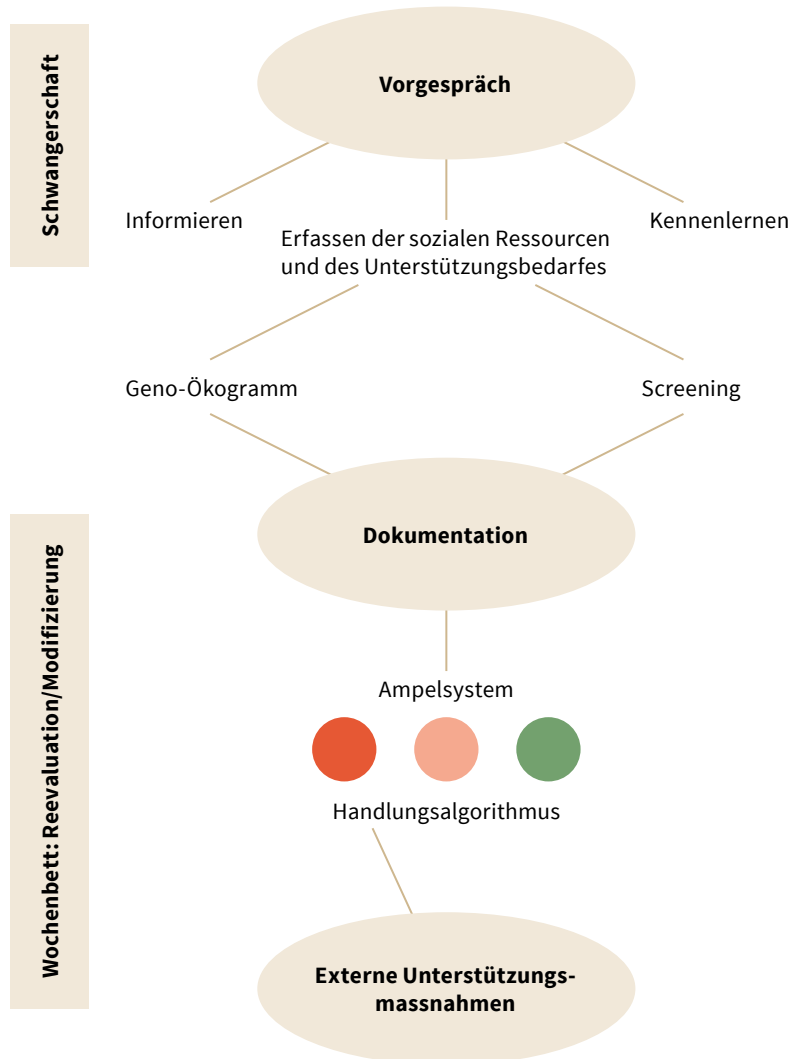 Schwangerschaft
Vorgespräch
Informieren
Erfassen der sozialen Ressourcen
und des Unterstützungsbedarfes
Kennenlernen
Geno-Ökogramm
Screening
Wochenbett: Reevaluation/Modifizierung
Dokumentation
Ampelsystem
Handlungsalgorithmus
Externe Unterstützungs-
massnahmen